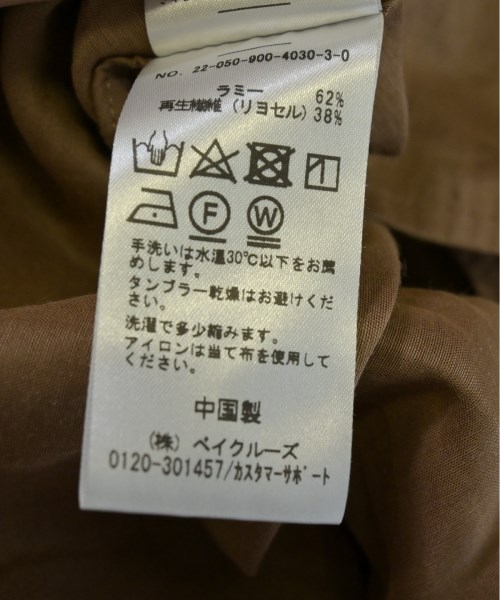 NO. 22-050-900-4030-3-0
ラミー 62%
再生繊維 (リヨセル) 38%
F W
手洗いは水温30℃以下をお薦
めします。
タンブラー乾燥はお避けくだ
さい。
洗濯で多少縮みます。
アイロンは当て布を使用して
ください。
中国製
(株) ベイクルーズ
0120-301457/カスタマーサポート